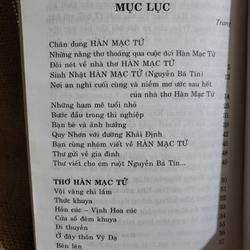 MỤC LỤC
Trang
Chân dung HÀN MẠC TỬ
Những nàng thơ thoáng qua cuộc đời Hàn Mạc Tử
Đôi nét về nhà thơ HÀN MẠC TỬ
Sinh Nhật HÀN MẠC TỬ (Nguyễn Bá Tín)
Nơi an nghỉ cuối cùng và niềm mơ ước sau hết
của nhà thơ HÀN MẠC TỬ
Những ham mê tuổi nhỏ
Bước đầu trong thi nghiệp
Bạn bè và ảnh hưởng
Quy Nhơn với đường Khải Định
Bạn cùng nhóm viết về HÀN MẠC TỬ
Thư gửi về gia đình
Thư viết cho em ruột Nguyễn Bá Tín...
THƠ HÀN MẠC TỬ
Vội vàng chi lắm
Thức khuya
Hồn cúc – Vịnh Hoa cúc
Cửa sổ đêm khuya
Đi thuyền
Ở đây thôn Vỹ Dạ
Bẽn lẽn